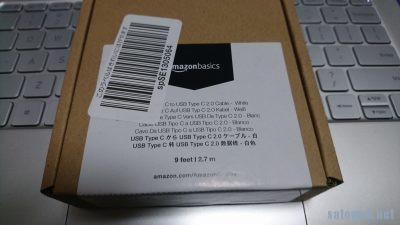 spSE1305064
amazonbasics
C to USB Type C 2.0 Cable - White
C Auf USB Typ C 2.0 Kabel - Weiß
Type C Vers USB De Type C 2.0 - Blanc
Cable USB Tipo C a USB Tipo C 2.0 - Blanco
Cavo De USB Tipo C a USB Tipo C 2.0 - Bianco
USB Type C から USB Type C 2.0 ケーブル - 白
USB Type C 转 USB Type C 2.0 数据线 - 白色
9 feet | 2.7 m
amazon.com/Amazon